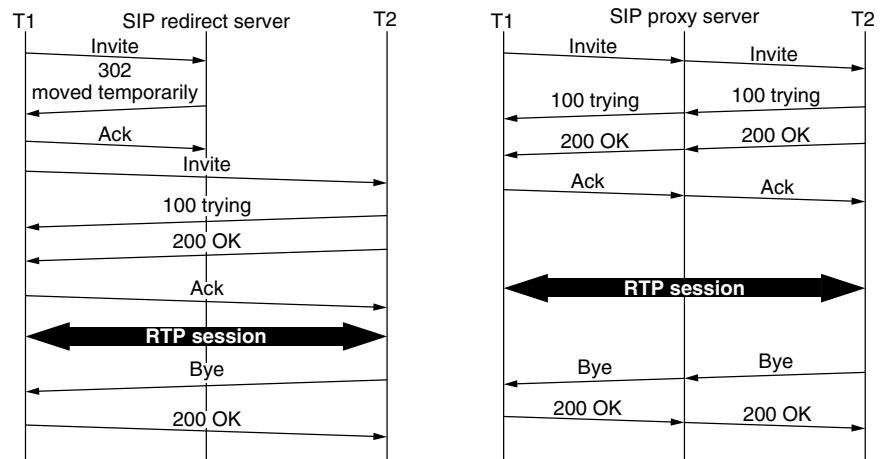 T1
SIP redirect server
T2
Invite
302
moved temporarily
Ack
Invite
100 trying
200 OK
Ack
RTP session
Bye
200 OK
T1
SIP proxy server
T2
Invite
Invite
100 trying
100 trying
200 OK
200 OK
Ack
Ack
RTP session
Bye
Bye
200 OK
200 OK